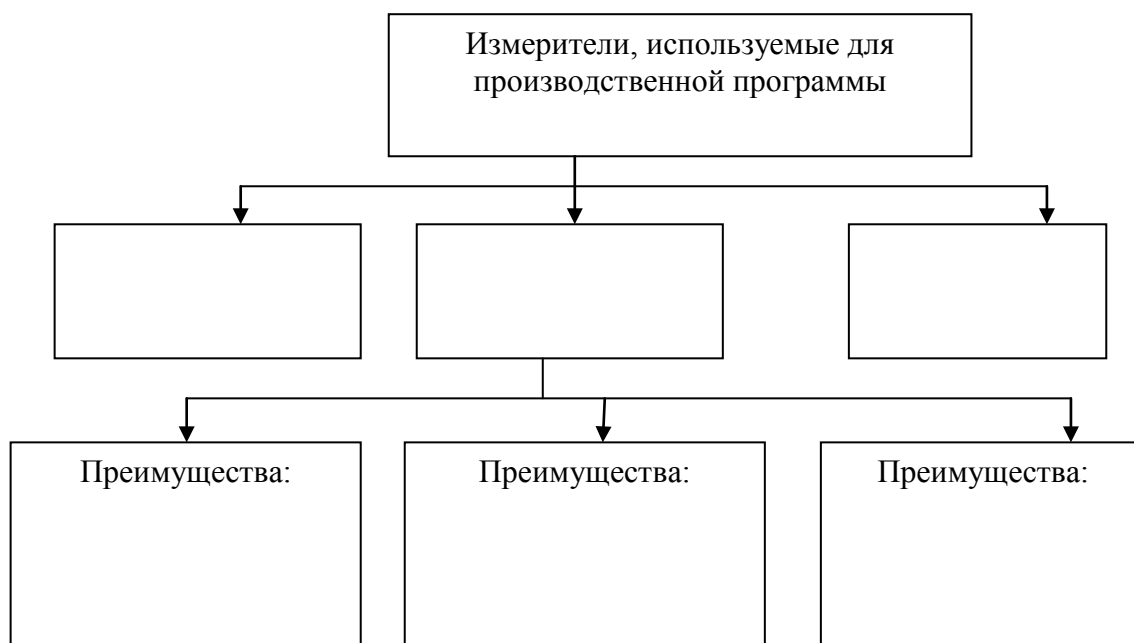 Измерители, используемые для
производственной программы
Преимущества:
Преимущества:
Преимущества: